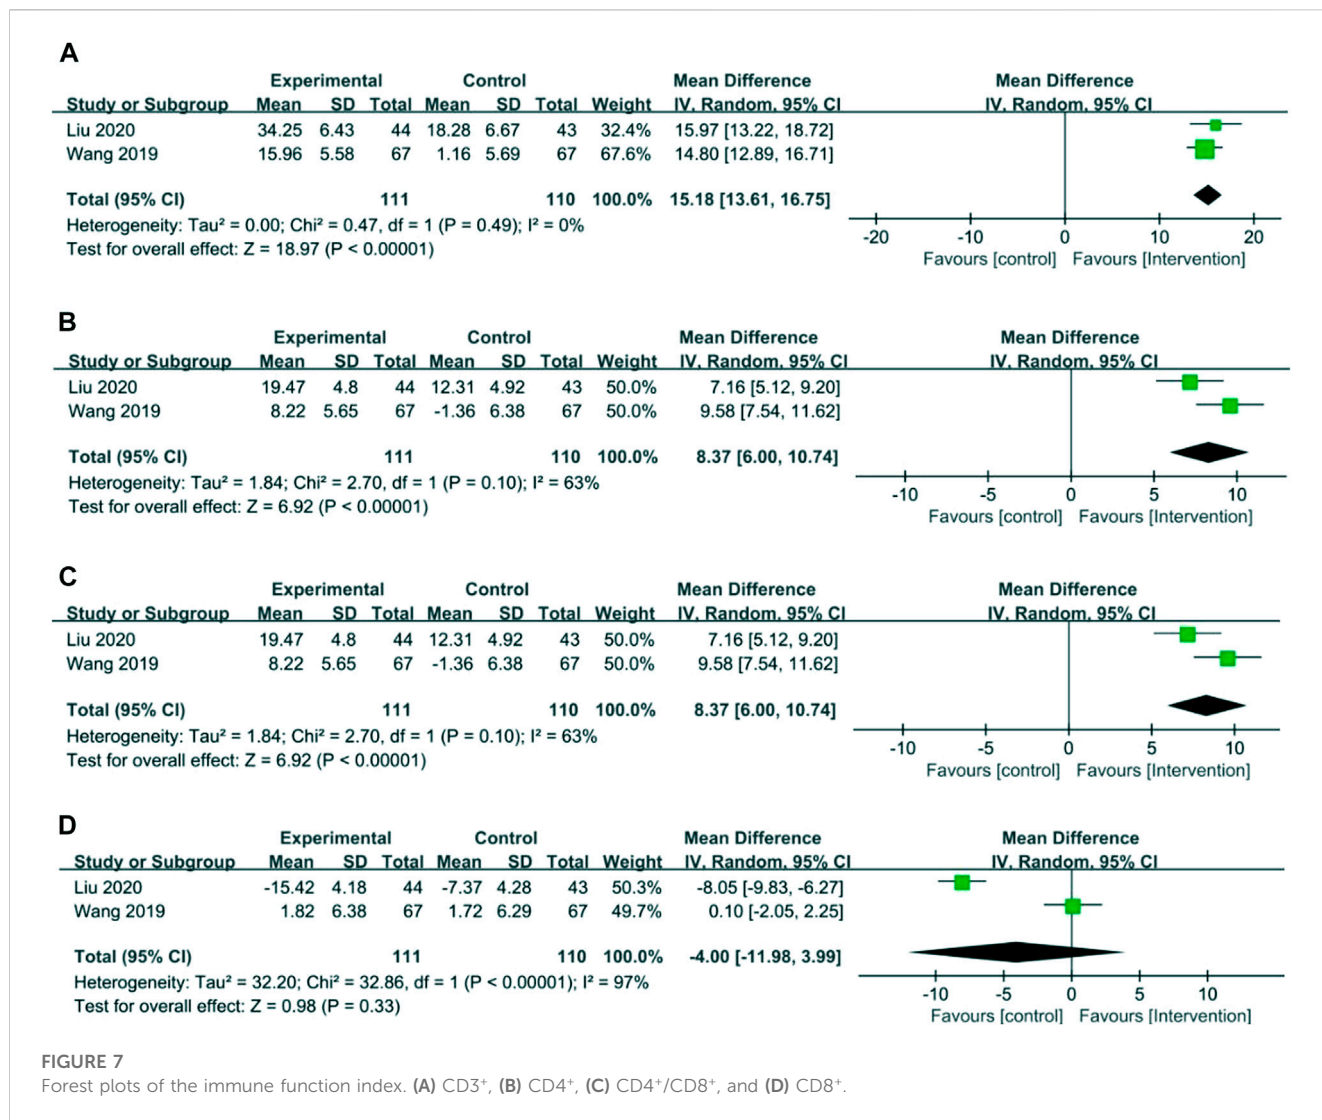 A
Experimental Control Mean Difference Mean Difference
Study or Subgroup Mean SD Total Mean SD Total Weight IV, Random, 95% CI IV, Random, 95% CI
Liu 2020 34.25 6.43 44 18.28 6.67 43 32.4% 15.97 [13.22, 18.72]
Wang 2019 15.96 5.58 67 1.16 5.69 67 67.6% 14.80 [12.89, 16.71]
Total (95% CI) 111 110 100.0% 15.18 [13.61, 16.75]
Heterogeneity: Tau² = 0.00; Chi² = 0.47, df = 1 (P = 0.49); I² = 0%
Test for overall effect: Z = 18.97 (P < 0.00001)
-20 -10 0 10 20
Favours [control] Favours [Intervention]
B
Experimental Control Mean Difference Mean Difference
Study or Subgroup Mean SD Total Mean SD Total Weight IV, Random, 95% CI IV, Random, 95% CI
Liu 2020 19.47 4.8 44 12.31 4.92 43 50.0% 7.16 [5.12, 9.20]
Wang 2019 8.22 5.65 67 -1.36 6.38 67 50.0% 9.58 [7.54, 11.62]
Total (95% CI) 111 110 100.0% 8.37 [6.00, 10.74]
Heterogeneity: Tau² = 1.84; Chi² = 2.70, df = 1 (P = 0.10); I² = 63%
Test for overall effect: Z = 6.92 (P < 0.00001)
-10 -5 0 5 10
Favours [control] Favours [Intervention]
C
Experimental Control Mean Difference Mean Difference
Study or Subgroup Mean SD Total Mean SD Total Weight IV, Random, 95% CI IV, Random, 95% CI
Liu 2020 19.47 4.8 44 12.31 4.92 43 50.0% 7.16 [5.12, 9.20]
Wang 2019 8.22 5.65 67 -1.36 6.38 67 50.0% 9.58 [7.54, 11.62]
Total (95% CI) 111 110 100.0% 8.37 [6.00, 10.74]
Heterogeneity: Tau² = 1.84; Chi² = 2.70, df = 1 (P = 0.10); I² = 63%
Test for overall effect: Z = 6.92 (P < 0.00001)
-10 -5 0 5 10
Favours [control] Favours [Intervention]
D
Experimental Control Mean Difference Mean Difference
Study or Subgroup Mean SD Total Mean SD Total Weight IV, Random, 95% CI IV, Random, 95% CI
Liu 2020 -15.42 4.18 44 -7.37 4.28 43 50.3% -8.05 [-9.83, -6.27]
Wang 2019 1.82 6.38 67 1.72 6.29 67 49.7% 0.10 [-2.05, 2.25]
Total (95% CI) 111 110 100.0% -4.00 [-11.98, 3.99]
Heterogeneity: Tau² = 32.20; Chi² = 32.86, df = 1 (P < 0.00001); I² = 97%
Test for overall effect: Z = 0.98 (P = 0.33)
-10 -5 0 5 10
Favours [control] Favours [Intervention]
FIGURE 7
Forest plots of the immune function index. (A) CD3⁺, (B) CD4⁺, (C) CD4⁺/CD8⁺, and (D) CD8⁺.